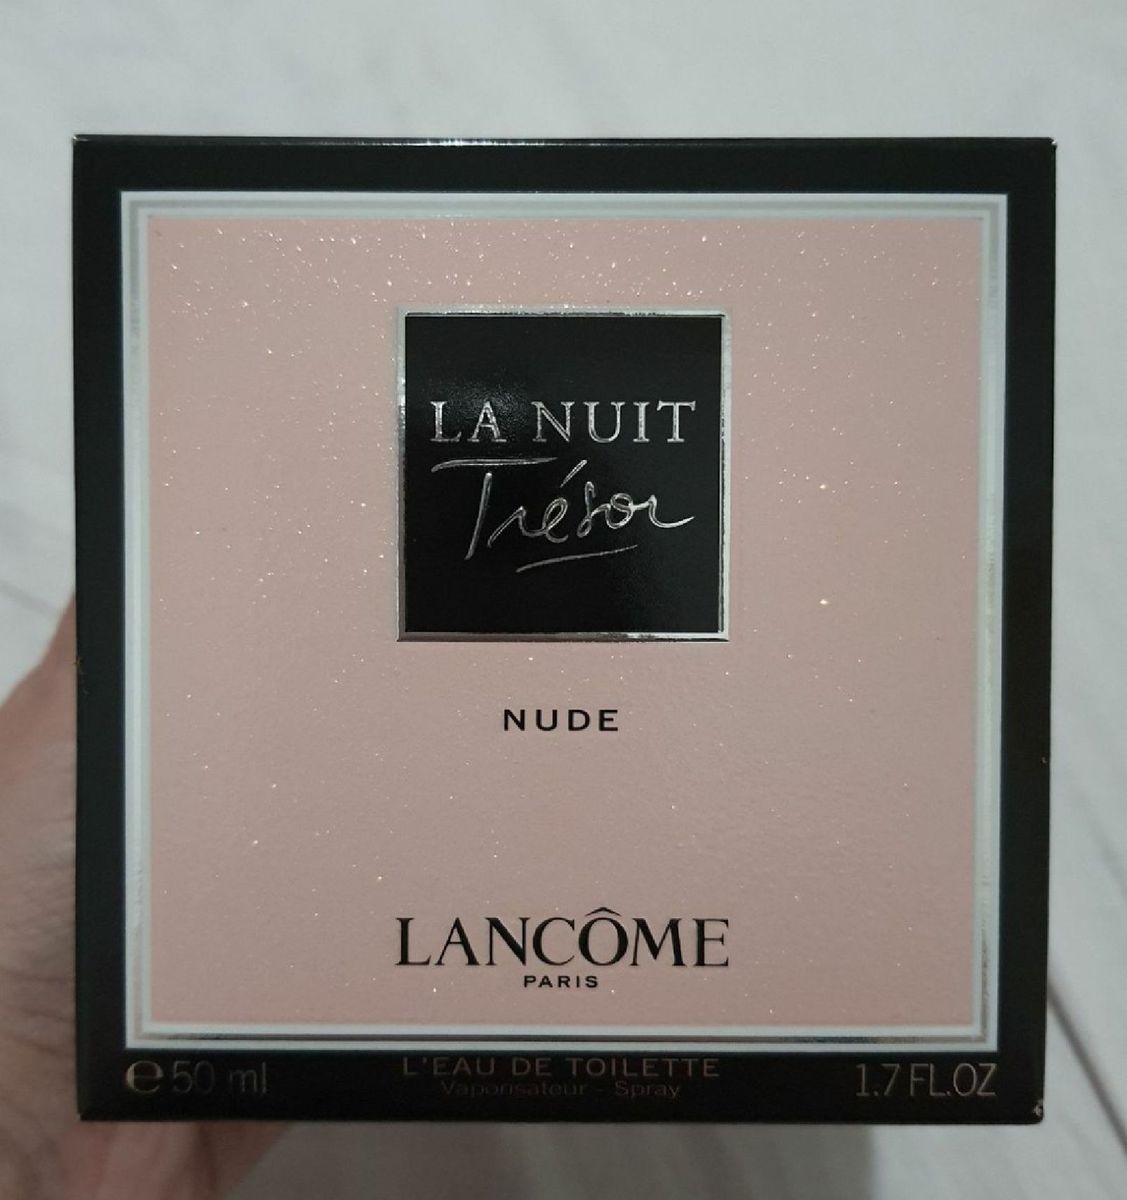 LA NUIT
Trésor
NUDE
LANCÔME
PARIS
L'EAU DE TOILETTE
Vaporisateur - Spray
e 50 ml
1.7 FL.OZ